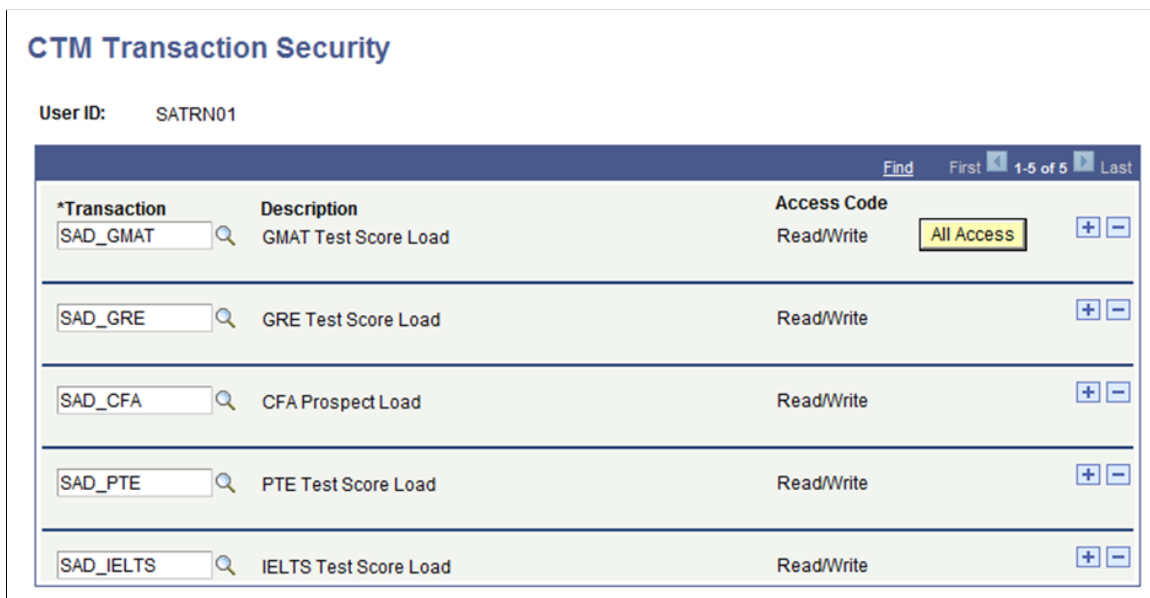 CTM Transaction Security
User ID: SATRN01
Find First 1-5 of 5 Last
*Transaction Description Access Code
SAD_GMAT GMAT Test Score Load Read/Write All Access
SAD_GRE GRE Test Score Load Read/Write
SAD_CFA CFA Prospect Load Read/Write
SAD_PTE PTE Test Score Load Read/Write
SAD_IELTS IELTS Test Score Load Read/Write